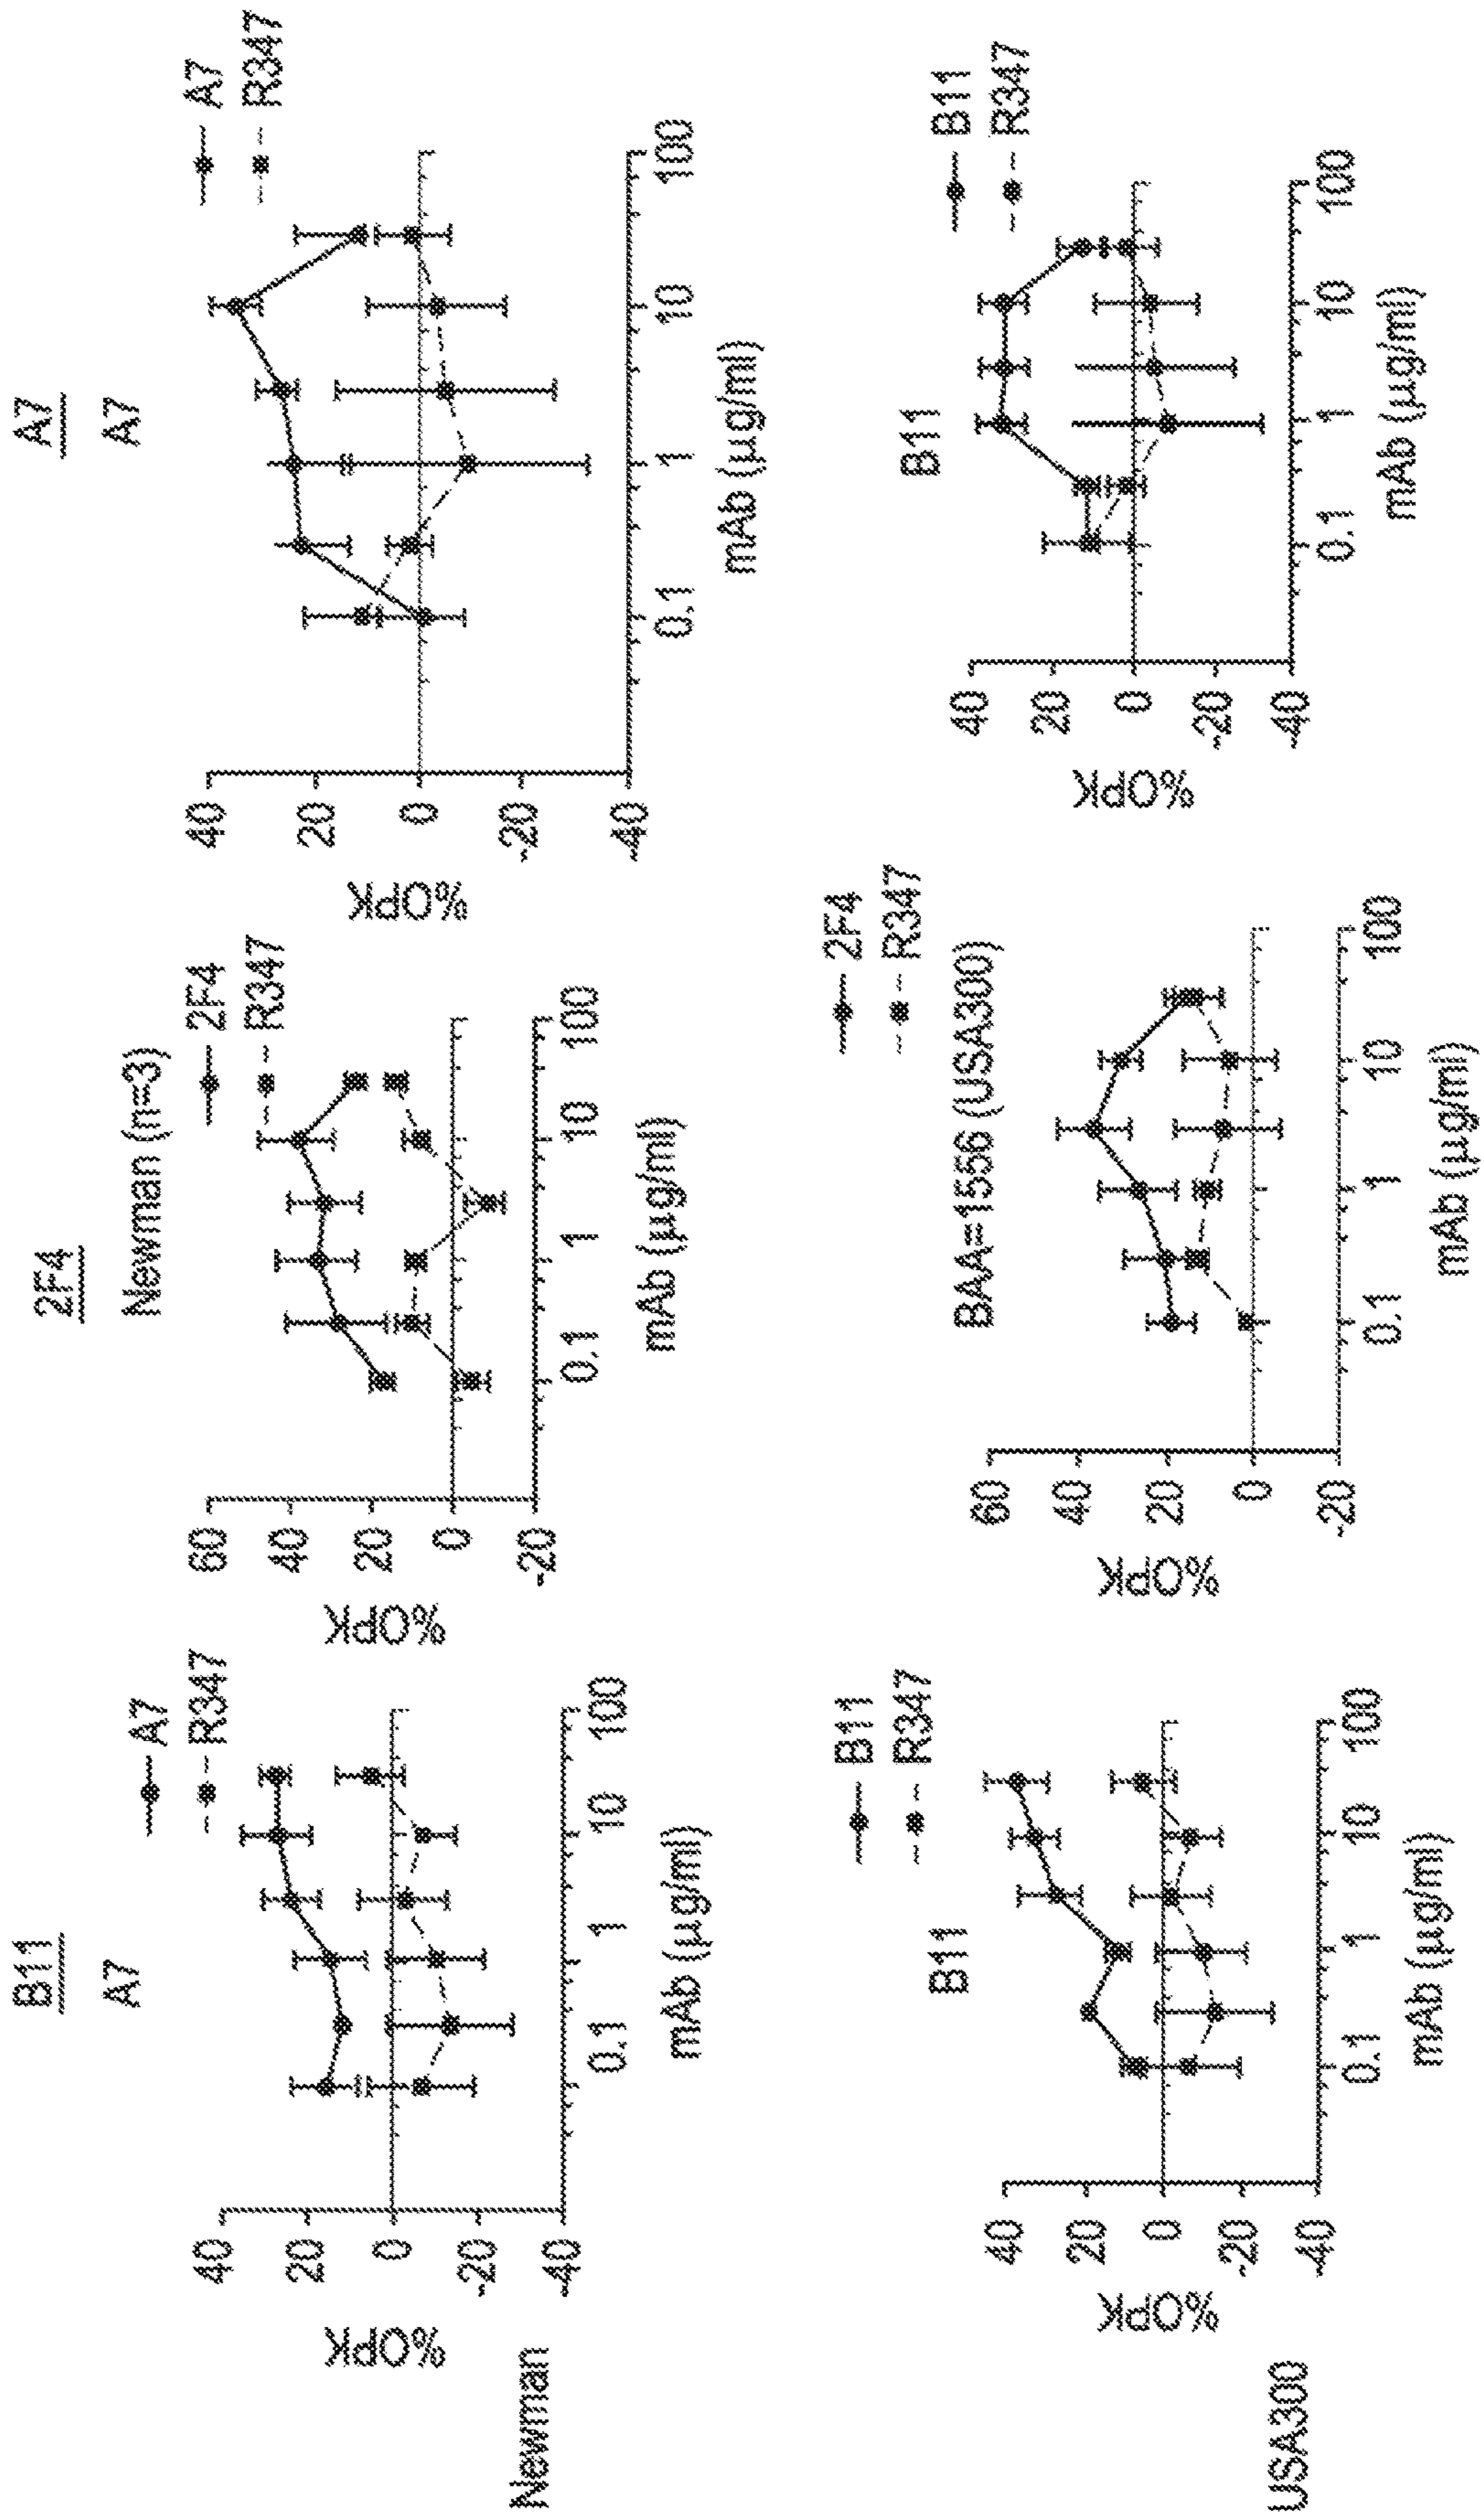 B11
A7
A7
R347
%OPK
40
20
0
-20
-40
0.1
1
10
100
mAb (µg/ml)
Newman
2F4
Newman (n=3)
2F4
R347
%OPK
60
40
20
0
-20
0.1
1
10
100
mAb (µg/ml)
A7
A7
A7
R347
%OPK
40
20
0
-20
-40
0.1
1
10
100
mAb (µg/ml)
USA300
B11
B11
R347
%OPK
40
20
0
-20
-40
0.1
1
10
100
mAb (µg/ml)
BAA=1556 (USA300)
2F4
R347
%OPK
60
40
20
0
-20
0.1
1
10
100
mAb (µg/ml)
B11
B11
R347
%OPK
40
20
0
-20
-40
0.1
1
10
100
mAb (µg/ml)